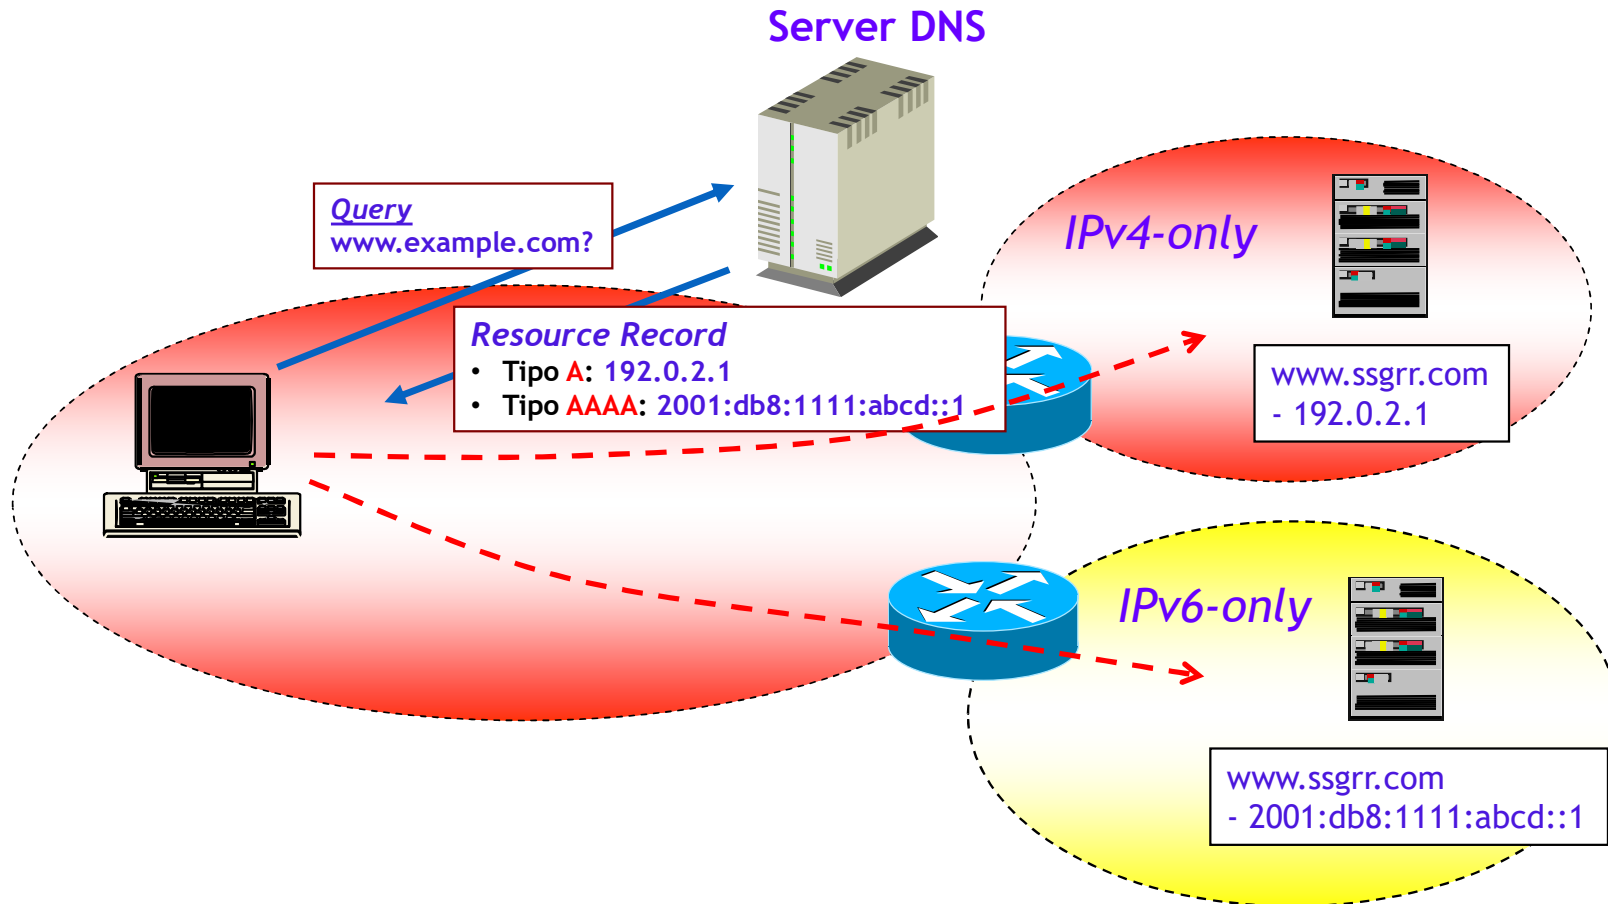 Server DNS
Query
www.example.com?
IPv4-only
Resource Record
• Tipo A: 192.0.2.1
• Tipo AAAA: 2001:db8:1111:abcd::1
www.ssgrr.com
- 192.0.2.1
IPv6-only
www.ssgrr.com
- 2001:db8:1111:abcd::1